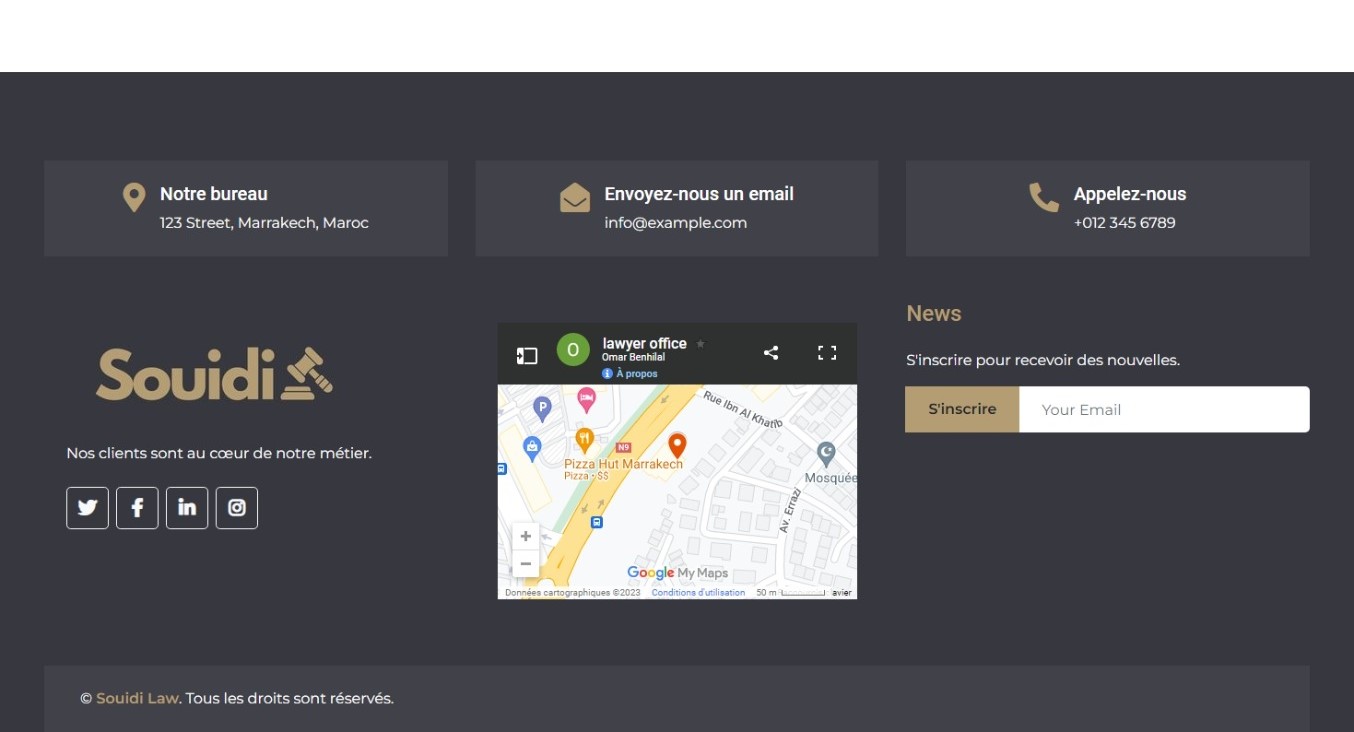 Notre bureau
123 Street, Marrakech, Maroc
Envoyez-nous un email
info@example.com
Appelez-nous
+012 345 6789
Souidi
Nos clients sont au cœur de notre métier.
O
lawyer office
Omar Benhilal
À propos
Rue Ibn Al Khatib
P
N9
Pizza Hut Marrakech
Pizza · $$
Mosquée
Av. Errazi
+
−
Google My Maps
Données cartographiques ©2023 Conditions d'utilisation 50 m avier
News
S'inscrire pour recevoir des nouvelles.
S'inscrire Your Email
© Souidi Law. Tous les droits sont réservés.